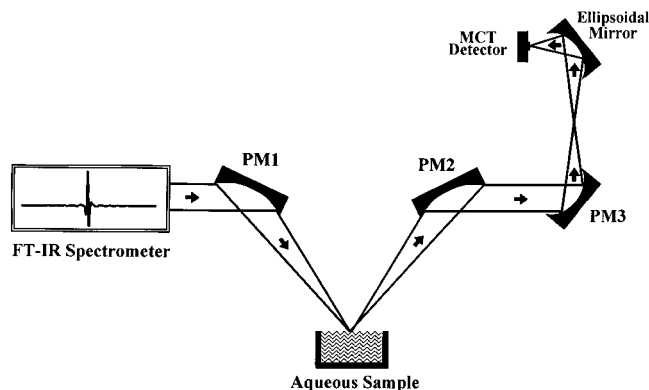 Ellipsoidal
Mirror
MCT
Detector
PM1
PM2
PM3
FT-IR Spectrometer
Aqueous Sample